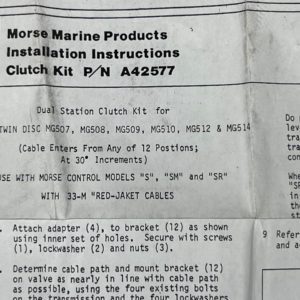 Morse Marine Products
Installation Instructions
Clutch Kit P/N A42577
Dual Station Clutch Kit for
TWIN DISC MG507, MG508, MG509, MG510, MG512 & MG514
(Cable Enters From Any of 12 Postions;
At 30° Increments)
USE WITH MORSE CONTROL MODELS "S", "SM" and "SR"
WITH 33-M "RED-JAKET CABLES
Attach adapter (4), to bracket (12) as shown
using inner set of holes. Secure with screws
(1), lockwasher (2) and nuts (3).
Determine cable path and mount bracket (12)
on valve as nearly in line with cable path
as possible, using the four existing bolts
on the transmission and the four lockwashers
Do
leve
tra
tra
con
Whe
"SR
in
the
st
9 Refer
and a